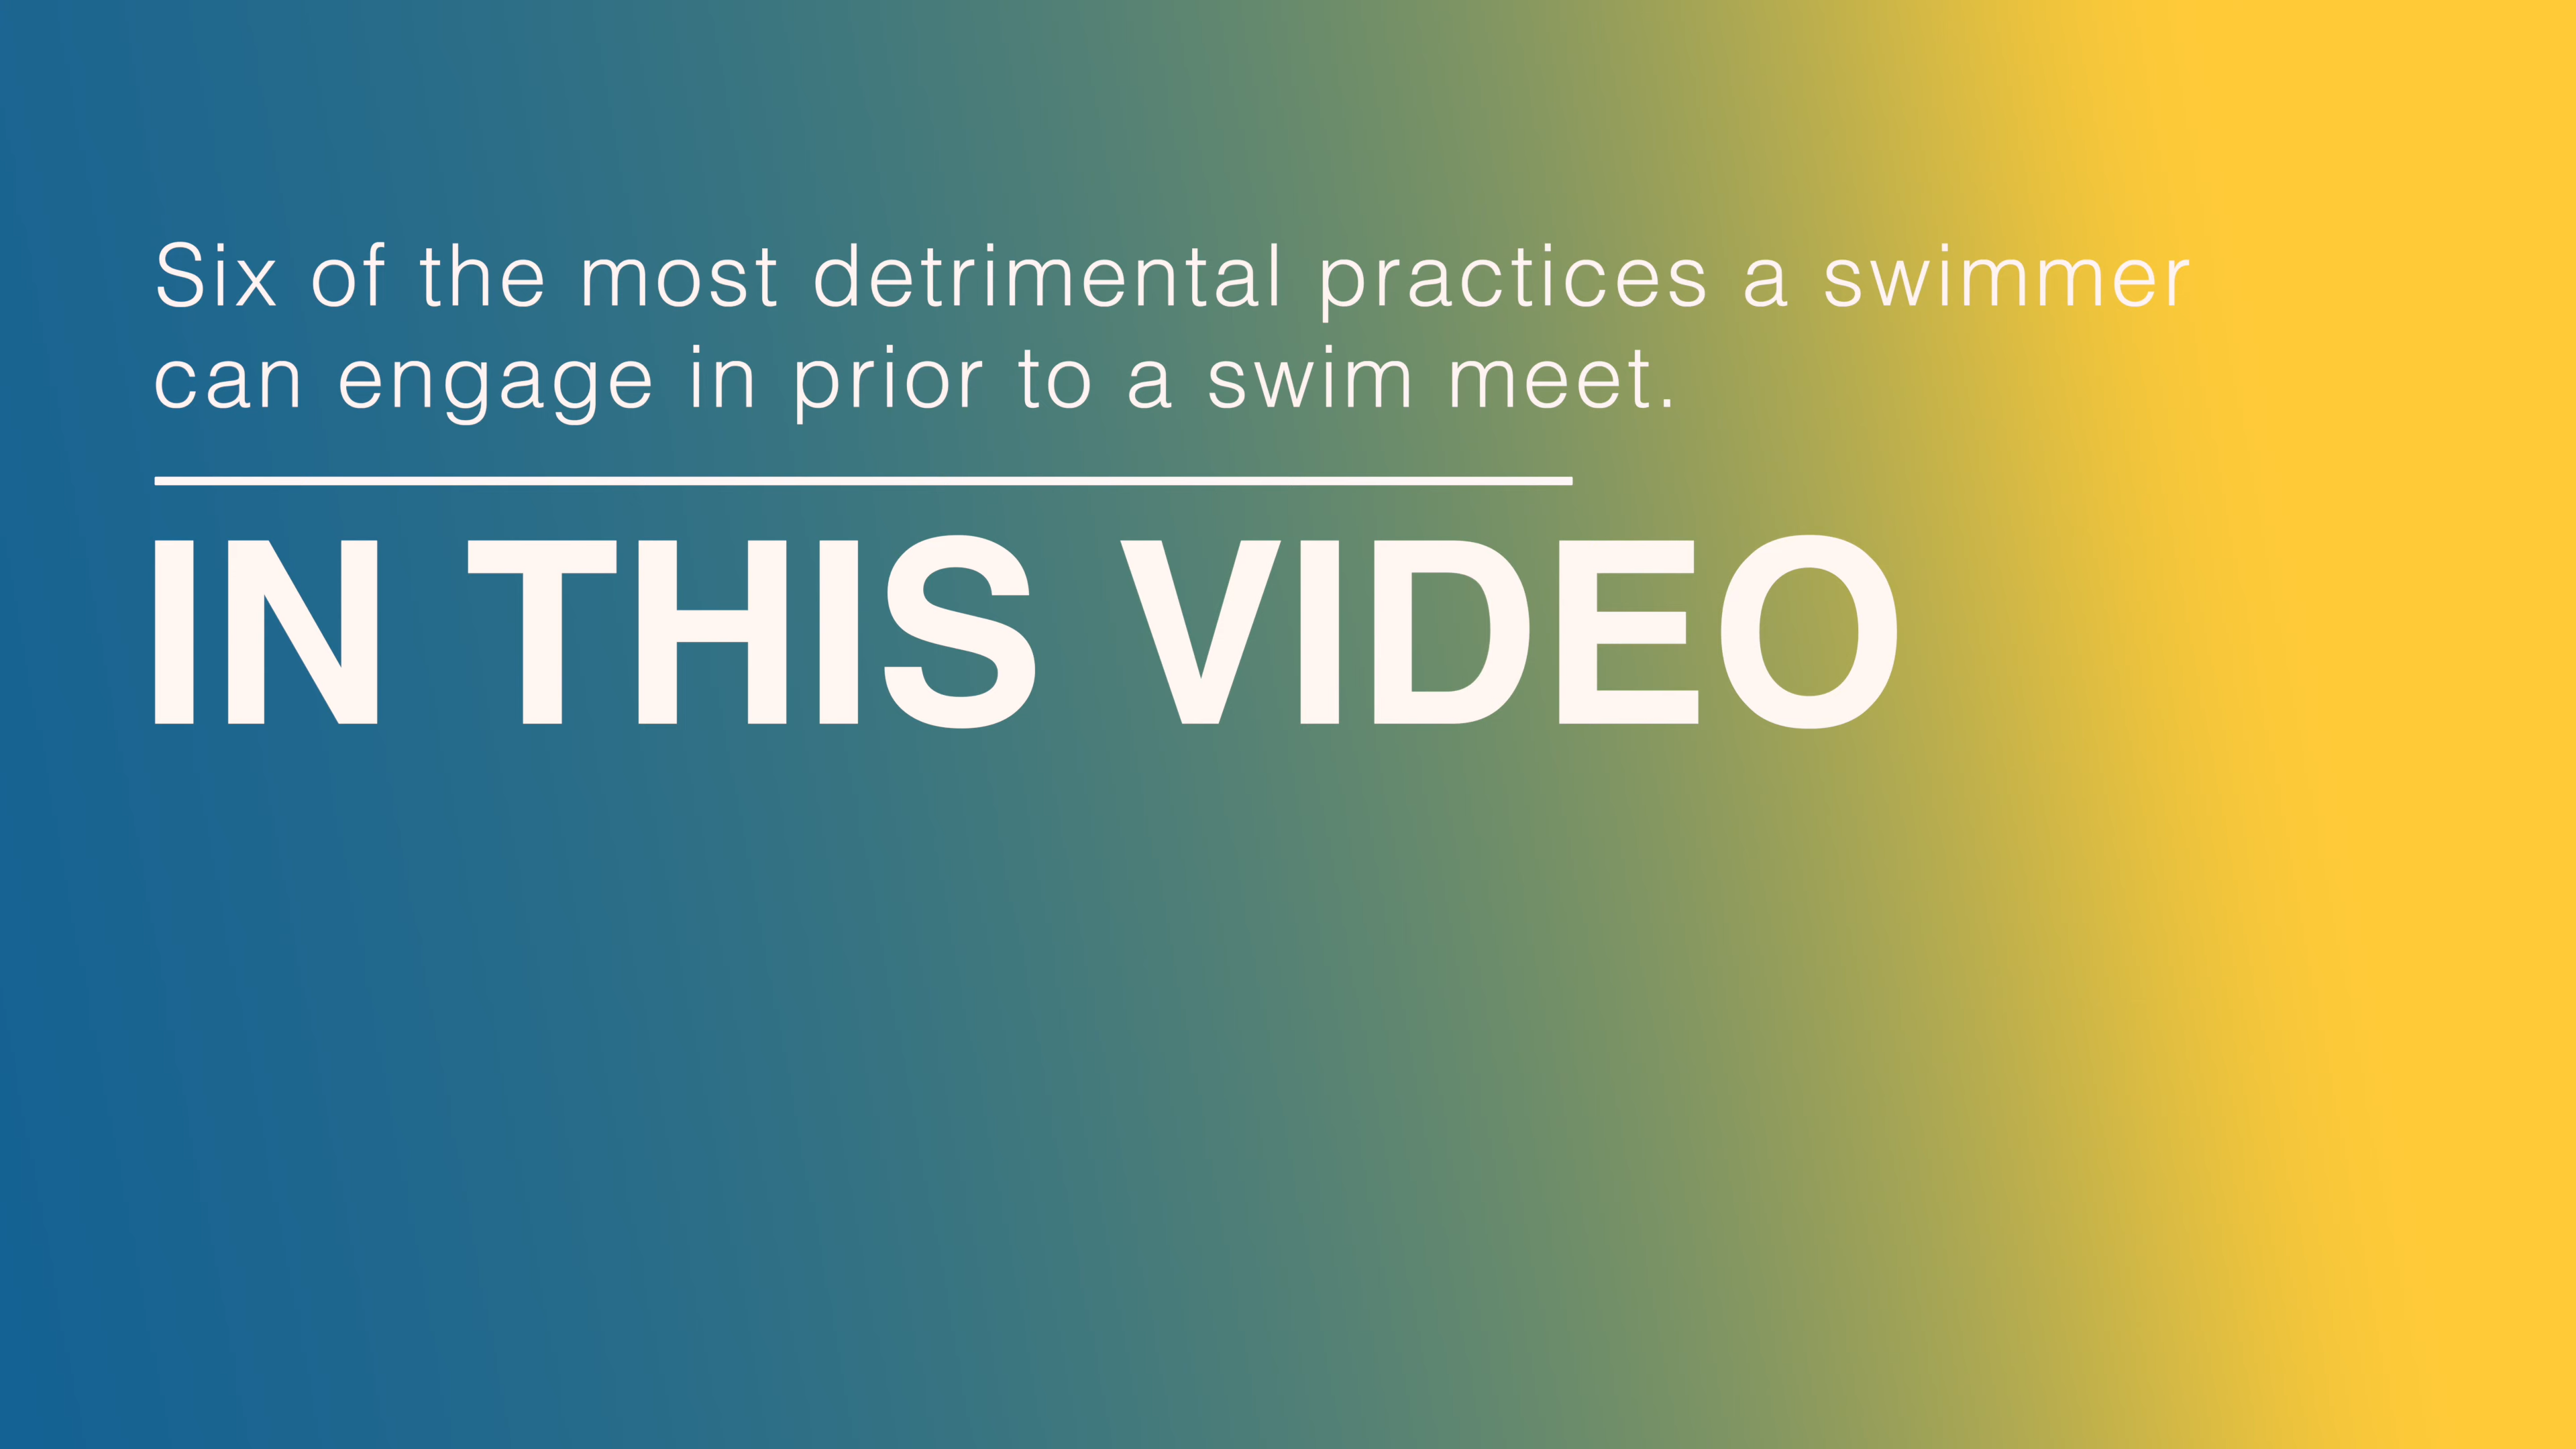 Six of the most detrimental practices a swimmer
can engage in prior to a swim meet.
IN THIS VIDEO